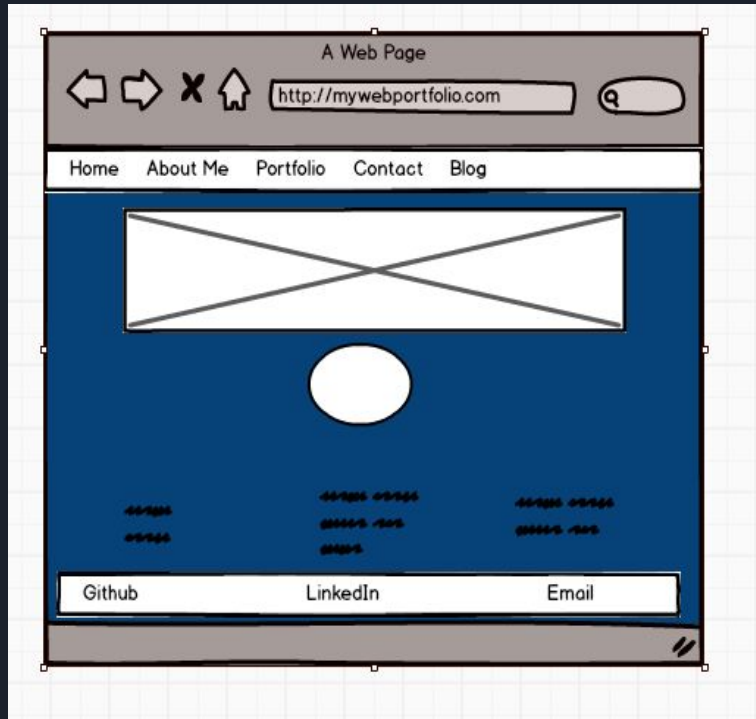 A Web Page
http://mywebportfolio.com
Home About Me Portfolio Contact Blog
Github LinkedIn Email